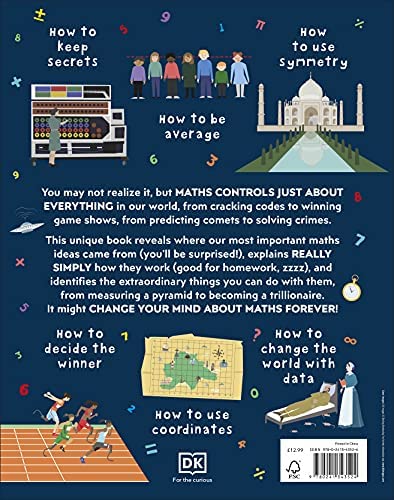 How to
keep
secrets
How
to use
symmetry
How to be
average
You may not realize it, but MATHS CONTROLS JUST ABOUT
EVERYTHING in our world, from cracking codes to winning
game shows, from predicting comets to solving crimes.
This unique book reveals where our most important maths
ideas came from (you'll be surprised!), explains REALLY
SIMPLY how they work (good for homework, zzzz), and
identifies the extraordinary things you can do with them,
from measuring a pyramid to becoming a trillionaire.
It might CHANGE YOUR MIND ABOUT MATHS FOREVER!
How to
decide the
winner
How to
change the
world with
data
How to use
coordinates
DK
For the curious
Printed in China
£12.99
FSC